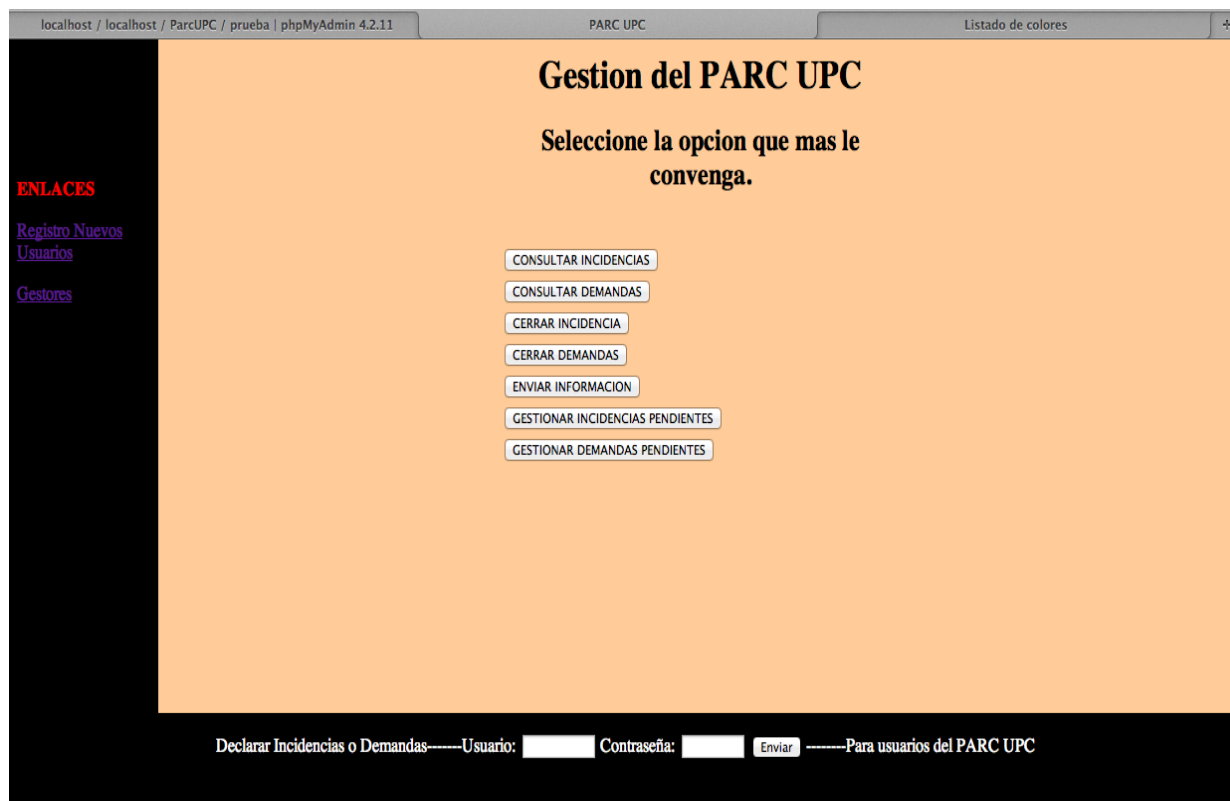 localhost / localhost / ParcUPC / prueba | phpMyAdmin 4.2.11
PARC UPC
Listado de colores
Gestion del PARC UPC
Seleccione la opcion que mas le
convenga.
ENLACES
Registro Nuevos
Usuarios
Gestores
CONSULTAR INCIDENCIAS
CONSULTAR DEMANDAS
CERRAR INCIDENCIA
CERRAR DEMANDAS
ENVIAR INFORMACION
GESTIONAR INCIDENCIAS PENDIENTES
GESTIONAR DEMANDAS PENDIENTES
Declarar Incidencias o Demandas-------Usuario: Contraseña: Enviar --------Para usuarios del PARC UPC